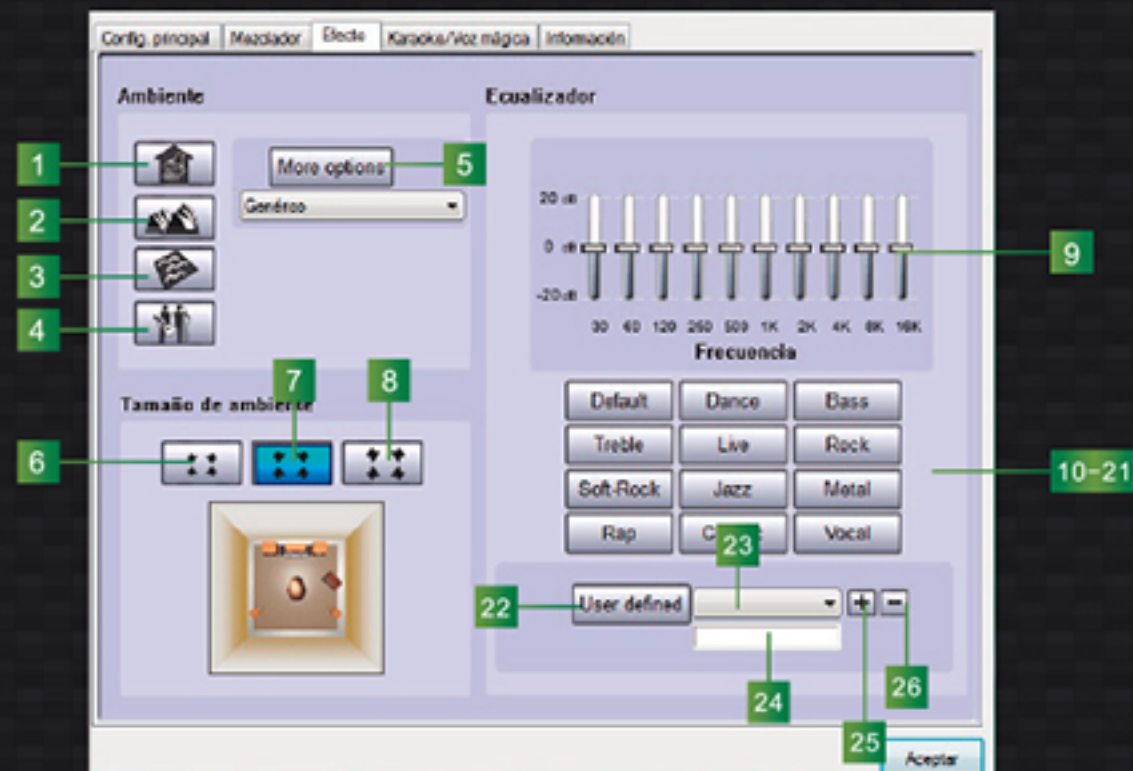 Config. principal Mezclador Efecto Karaoke/Voz mágica Información
Ambiente
1
2
3
4
More options
5
Genérico
Tamaño de ambiente
6
7
8
Ecualizador
20 dB
0 dB
-20 dB
30 60 120 250 500 1K 2K 4K 8K 16K
Frecuencia
9
Default Dance Bass
Treble Live Rock
Soft-Rock Jazz Metal
Rap Vocal
10-21
22
User defined
23
+ -
24
25
26
Aceptar